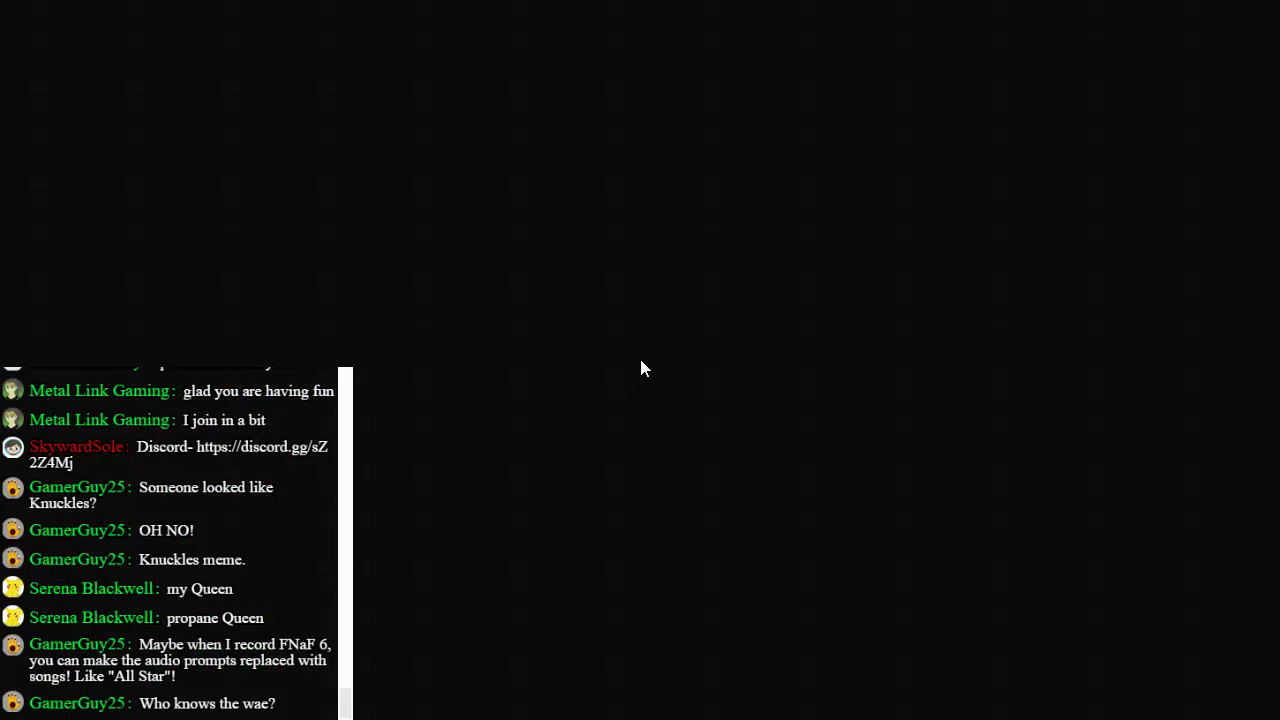 Metal Link Gaming: glad you are having fun
Metal Link Gaming: I join in a bit
SkywardSole: Discord- https://discord.gg/sZ
2Z4Mj
GamerGuy25: Someone looked like
Knuckles?
GamerGuy25: OH NO!
GamerGuy25: Knuckles meme.
Serena Blackwell: my Queen
Serena Blackwell: propane Queen
GamerGuy25: Maybe when I record FNaF 6,
you can make the audio prompts replaced with
songs! Like "All Star"!
GamerGuy25: Who knows the wae?